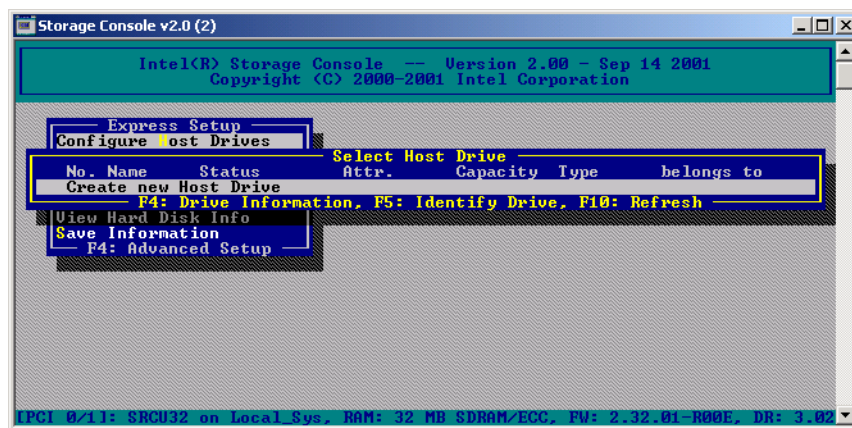 Storage Console v2.0 (2)
Intel(R) Storage Console -- Version 2.00 - Sep 14 2001
Copyright (C) 2000-2001 Intel Corporation
Express Setup
Configure Host Drives
Select Host Drive
No. Name Status Attr. Capacity Type belongs to
Create new Host Drive
F4: Drive Information, F5: Identify Drive, F10: Refresh
View Hard Disk Info
Save Information
F4: Advanced Setup
[PCI 0/1]: SRCU32 on Local_Sys, RAM: 32 MB SDRAM/ECC, FW: 2.32.01-R00E, DR: 3.02